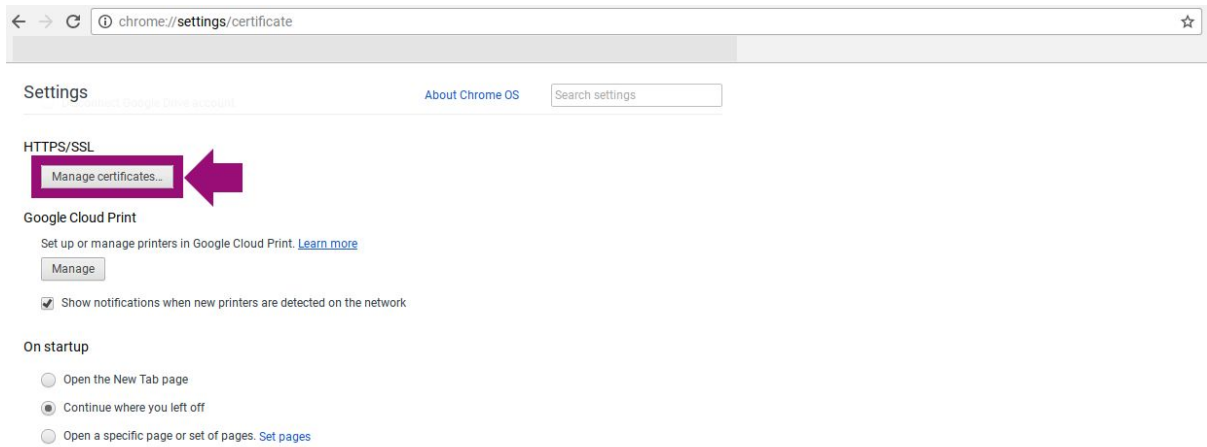 chrome://settings/certificate
Settings
About Chrome OS
Search settings
HTTPS/SSL
Manage certificates...
Google Cloud Print
Set up or manage printers in Google Cloud Print. Learn more
Manage
Show notifications when new printers are detected on the network
On startup
Open the New Tab page
Continue where you left off
Open a specific page or set of pages. Set pages